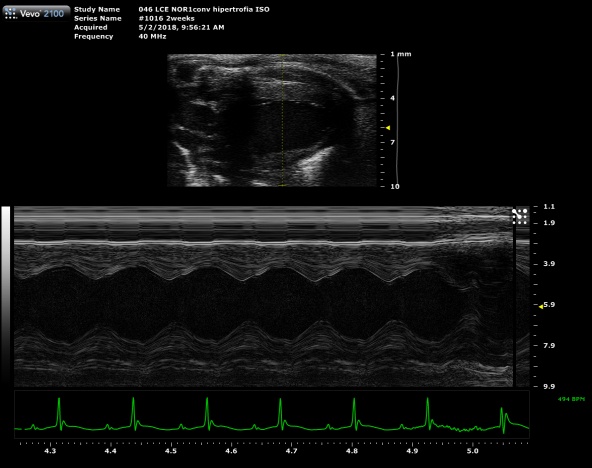 Vevo 2100
Study Name 046 LCE NOR1conv hipertrofia ISO
Series Name #1016 2weeks
Acquired 5/2/2018, 9:56:21 AM
Frequency 40 MHz
1 mm
4
7
10
1.1
1.9
3.9
5.9
7.9
9.9
494 BPM
4.3 4.4 4.5 4.6 4.7 4.8 4.9 5.0